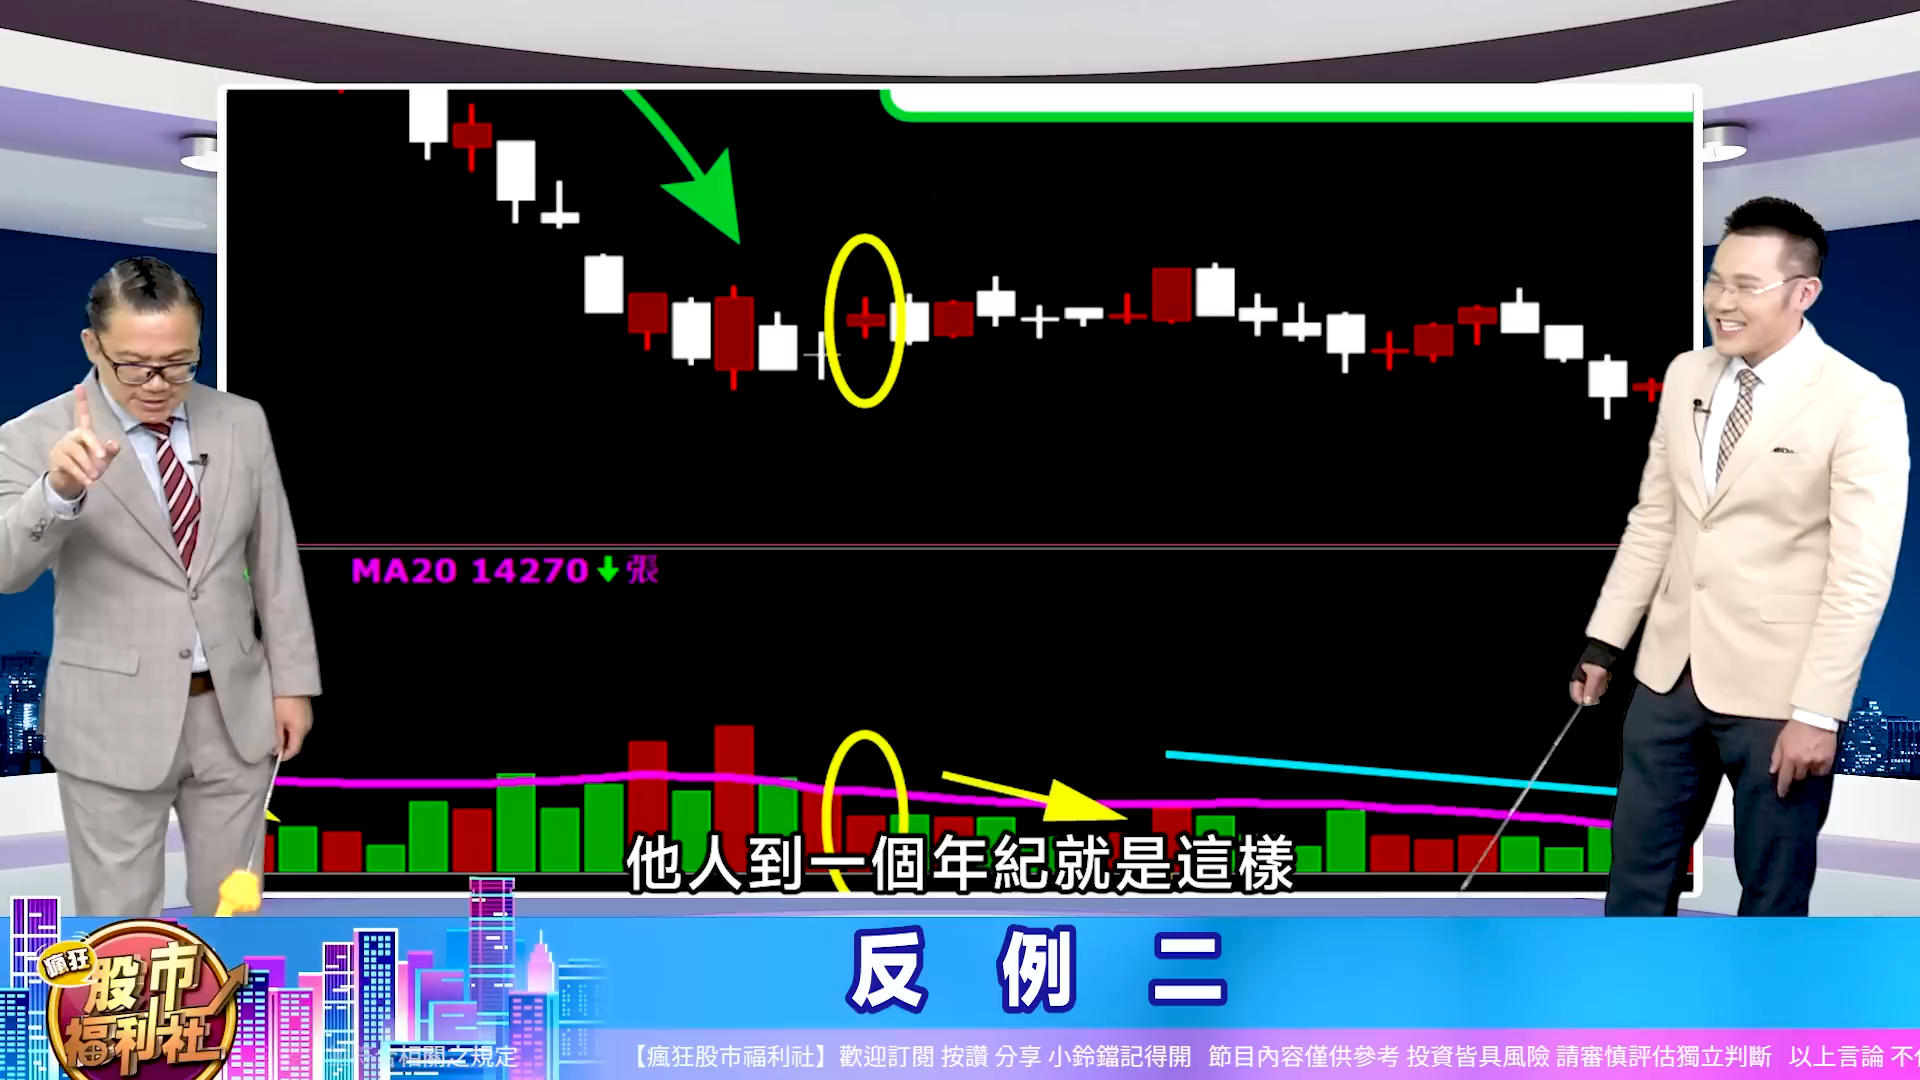 MA20 14270 張
他人到一個年紀就是這樣
反例二
瘋狂
股市
福利社
相關之規定 【瘋狂股市福利社】歡迎訂閱 按讚 分享 小鈴鐺記得開 節目內容僅供參考 投資皆具風險 請審慎評估獨立判斷 以上言論 不